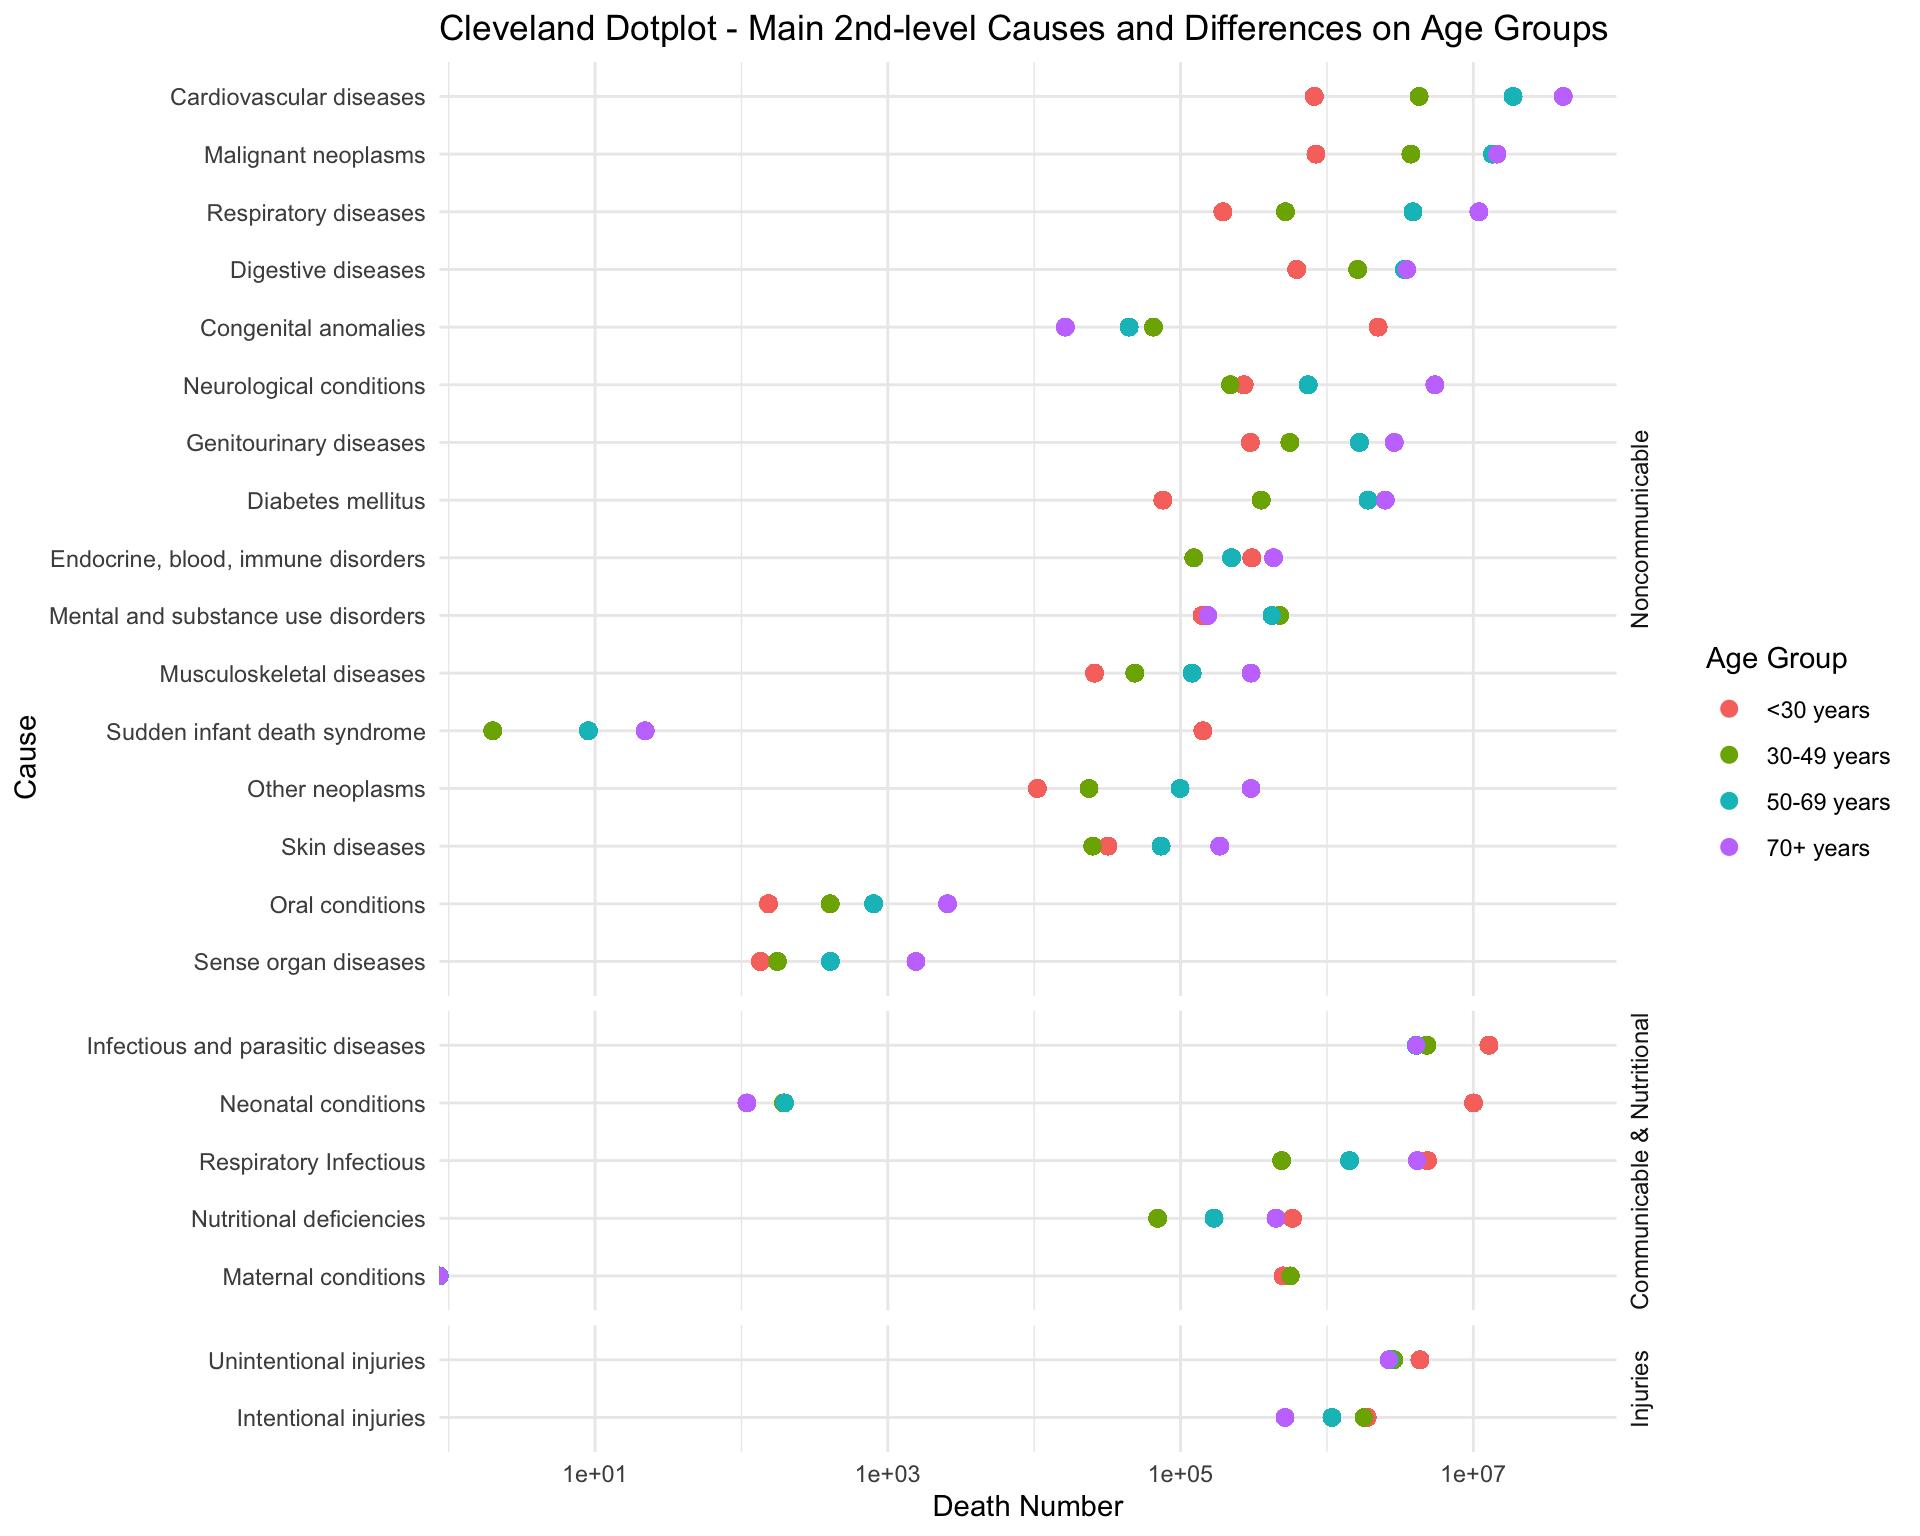 Cleveland Dotplot - Main 2nd-level Causes and Differences on Age Groups
Cause
Cardiovascular diseases
Malignant neoplasms
Respiratory diseases
Digestive diseases
Congenital anomalies
Neurological conditions
Genitourinary diseases
Diabetes mellitus
Endocrine, blood, immune disorders
Mental and substance use disorders
Musculoskeletal diseases
Sudden infant death syndrome
Other neoplasms
Skin diseases
Oral conditions
Sense organ diseases
Noncommunicable
Infectious and parasitic diseases
Neonatal conditions
Respiratory Infectious
Nutritional deficiencies
Maternal conditions
Communicable & Nutritional
Unintentional injuries
Intentional injuries
Injuries
1e+01 1e+03 1e+05 1e+07
Death Number
Age Group
<30 years
30-49 years
50-69 years
70+ years